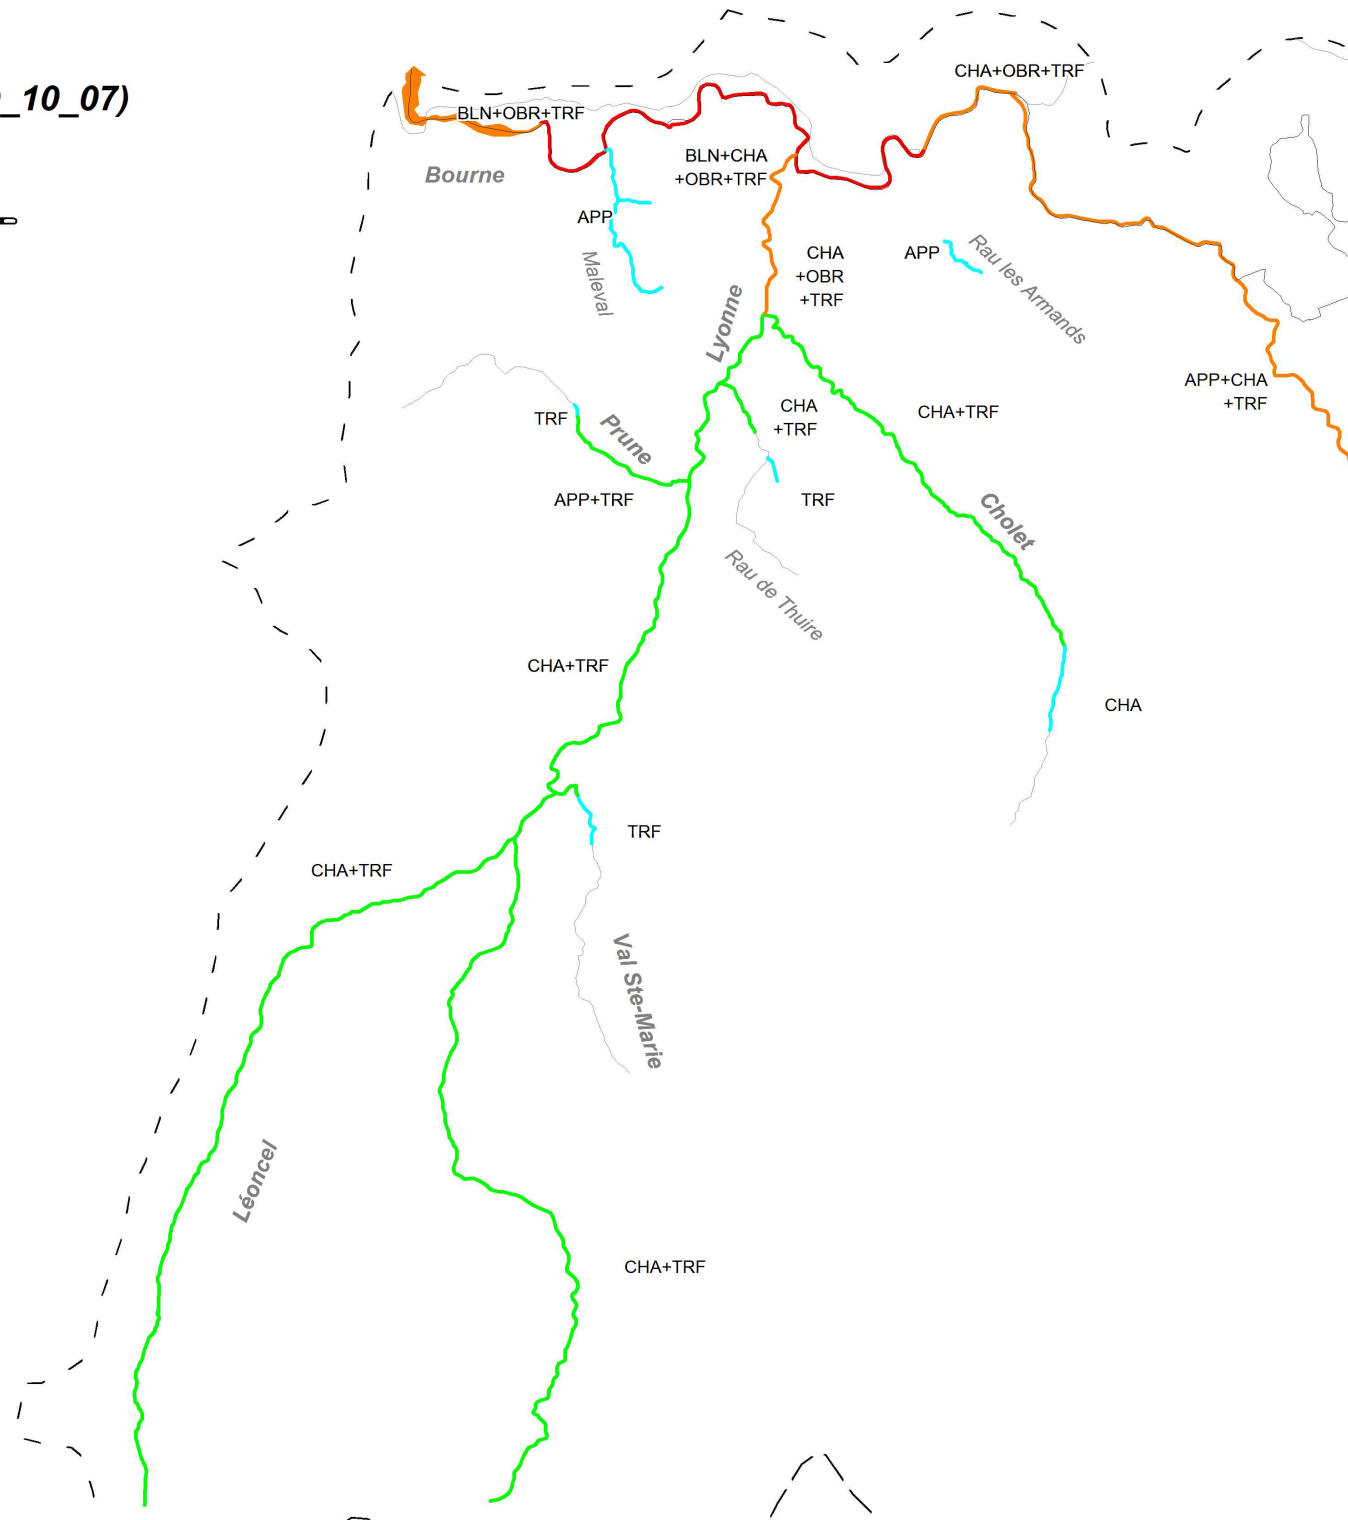 _10_07)
CHA+OBR+TRF
BLN+OBR+TRF
Bourne
BLN+CHA
+OBR+TRF
APP
Maleval
CHA
+OBR
+TRF
APP
Rau les Armands
Lyonne
APP+CHA
+TRF
TRF
Prune
CHA
+TRF
CHA+TRF
APP+TRF
TRF
Cholet
Rau de Thuire
CHA+TRF
CHA
TRF
CHA+TRF
Val Ste-Marie
Léoncel
CHA+TRF